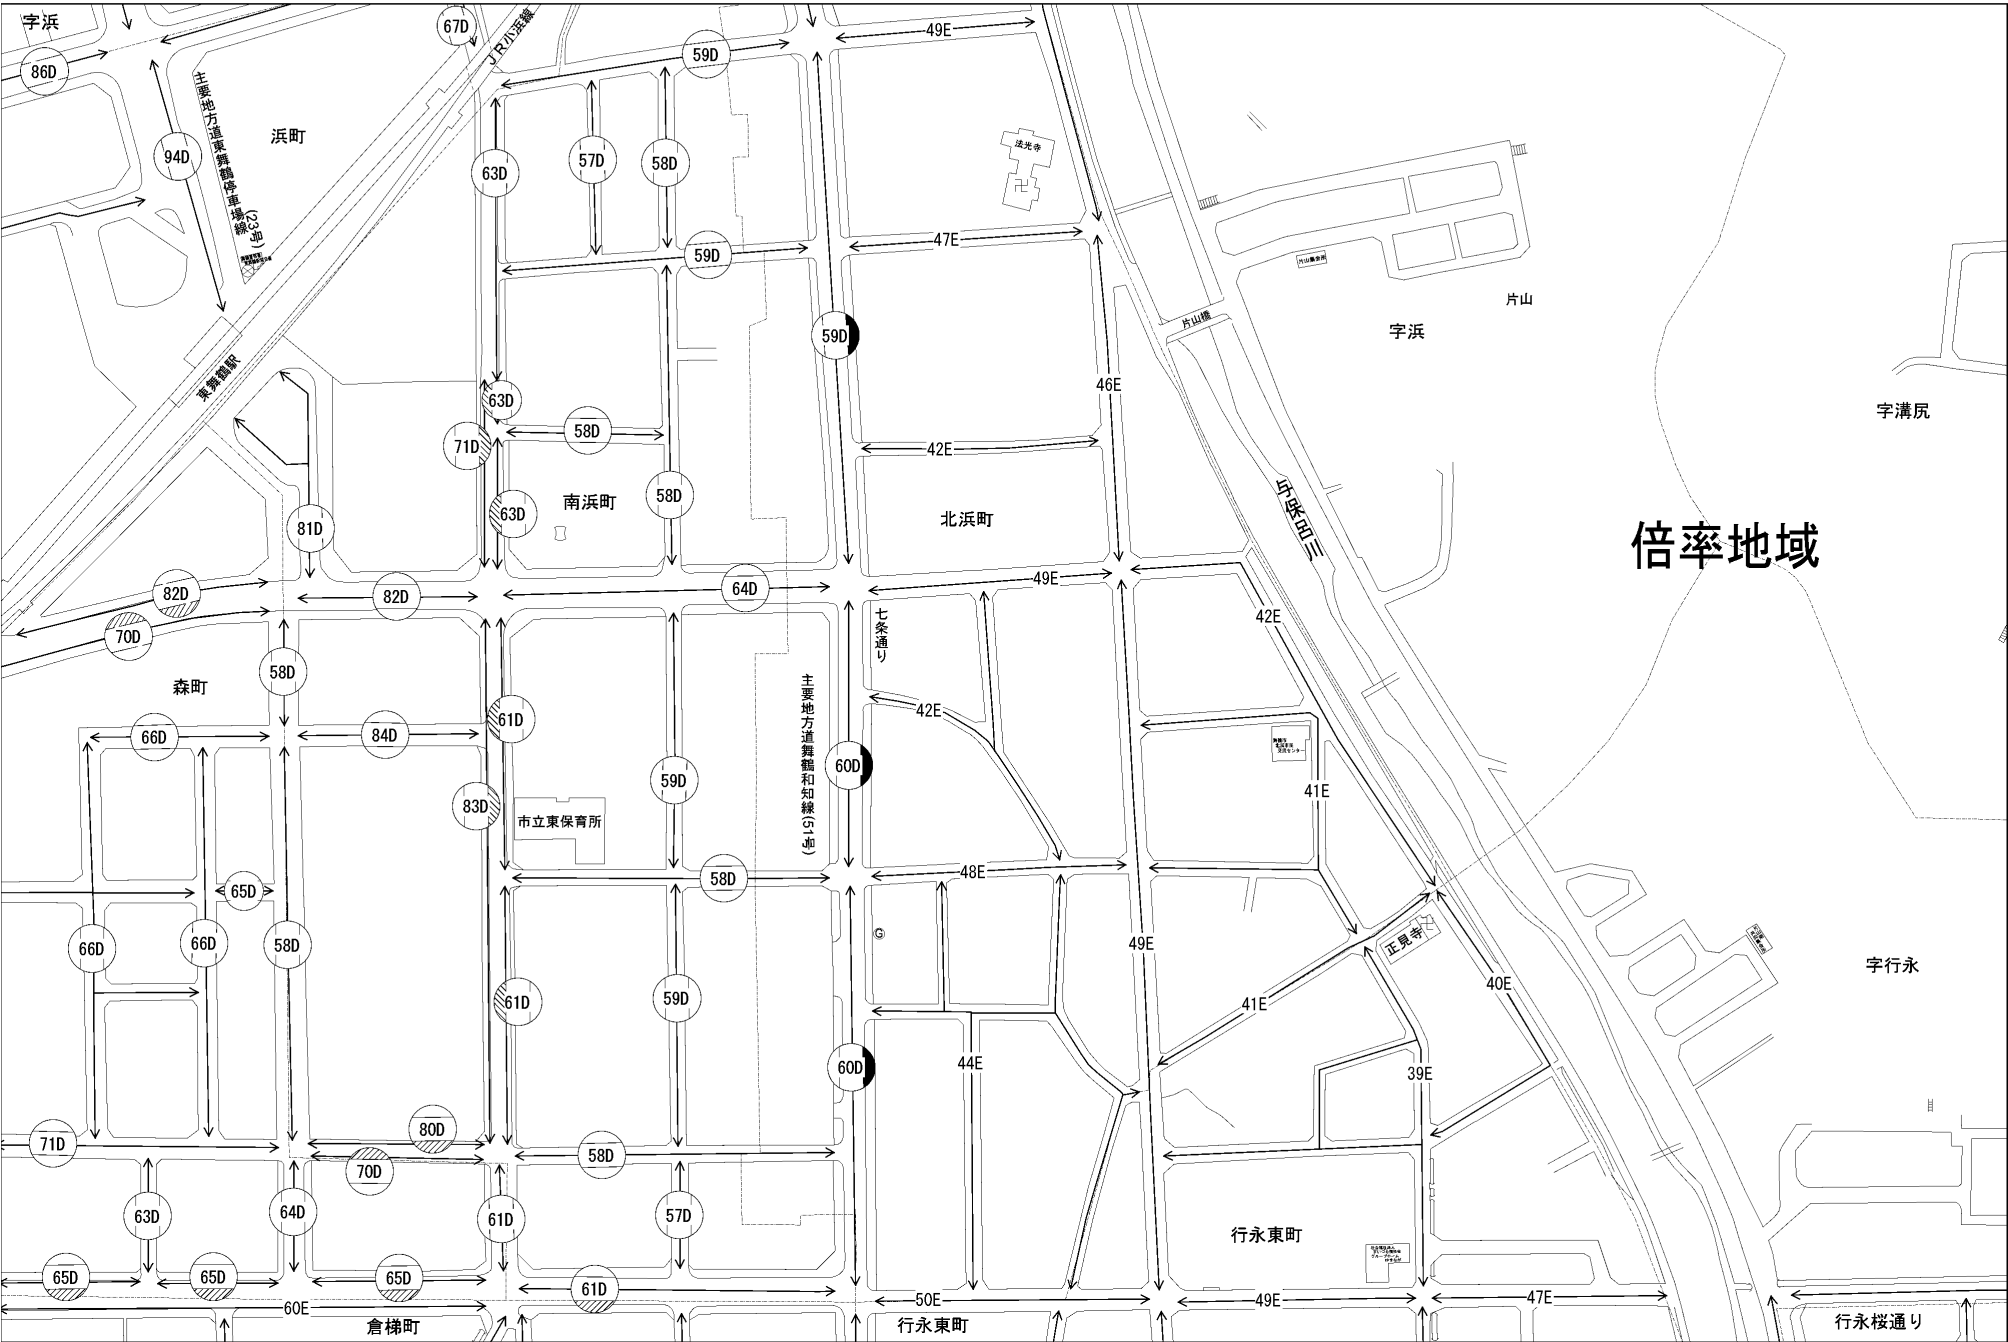 字浜
67D
JR小浜線
49E
59D
86D
主要地方道東舞鶴停車場線
(23号)
浜町
94D
63D
57D
58D
法光寺
47E
59D
片山集会所
片山
字浜
片山橋
59D
東舞鶴駅
46E
63D
字溝尻
58D
71D
42E
南浜町
58D
63D
北浜町
81D
与保呂川
倍率地域
82D
82D
64D
49E
70D
七条通り
42E
58D
森町
主要地方道舞鶴和知線(51号)
61D
42E
66D
84D
60D
59D
41E
83D
市立東保育所
65D
58D
48E
G
66D
66D
58D
49E
正見寺
字行永
61D
59D
40E
41E
60D
44E
39E
80D
71D
58D
70D
63D
64D
61D
57D
行永東町
65D
65D
65D
61D
60E
50E
49E
47E
倉梯町
行永東町
行永桜通り